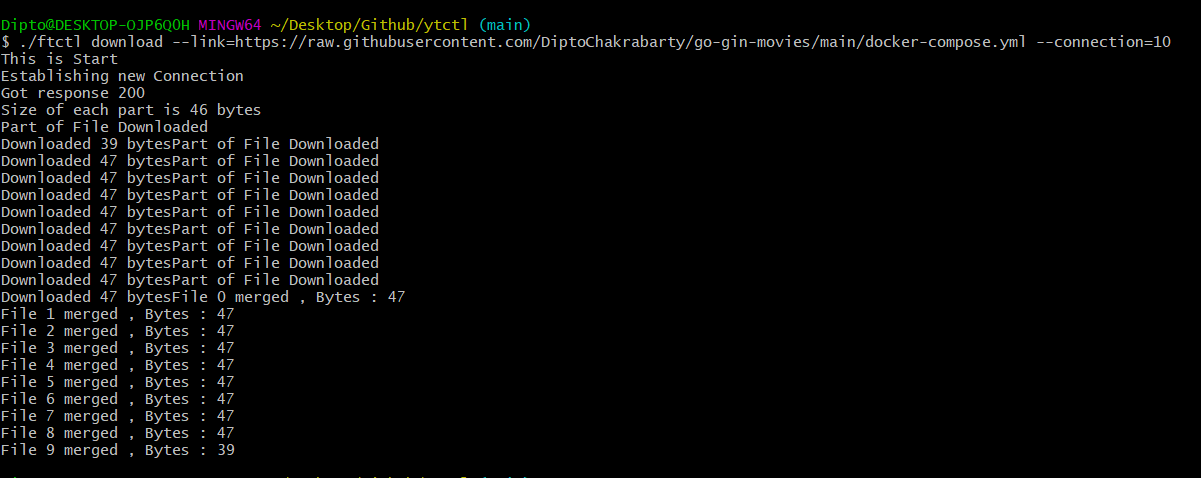 Dipto@DESKTOP-OJP6QOH MINGW64 ~/Desktop/Github/ytctl (main)
$ ./ftctl download --link=https://raw.githubusercontent.com/DiptoChakrabarty/go-gin-movies/main/docker-compose.yml --connection=10
This is Start
Establishing new Connection
Got response 200
Size of each part is 46 bytes
Part of File Downloaded
Downloaded 39 bytesPart of File Downloaded
Downloaded 47 bytesPart of File Downloaded
Downloaded 47 bytesPart of File Downloaded
Downloaded 47 bytesPart of File Downloaded
Downloaded 47 bytesPart of File Downloaded
Downloaded 47 bytesPart of File Downloaded
Downloaded 47 bytesPart of File Downloaded
Downloaded 47 bytesPart of File Downloaded
Downloaded 47 bytesPart of File Downloaded
Downloaded 47 bytesFile 0 merged , Bytes : 47
File 1 merged , Bytes : 47
File 2 merged , Bytes : 47
File 3 merged , Bytes : 47
File 4 merged , Bytes : 47
File 5 merged , Bytes : 47
File 6 merged , Bytes : 47
File 7 merged , Bytes : 47
File 8 merged , Bytes : 47
File 9 merged , Bytes : 39